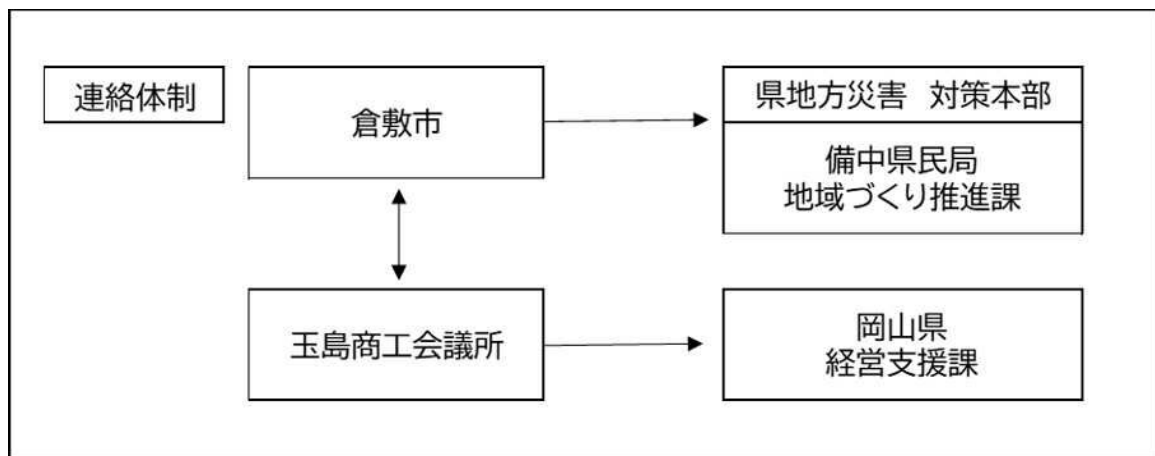 連絡体制
倉敷市
県地方災害 対策本部
備中県民局
地域づくり推進課
玉島商工会議所
岡山県
経営支援課